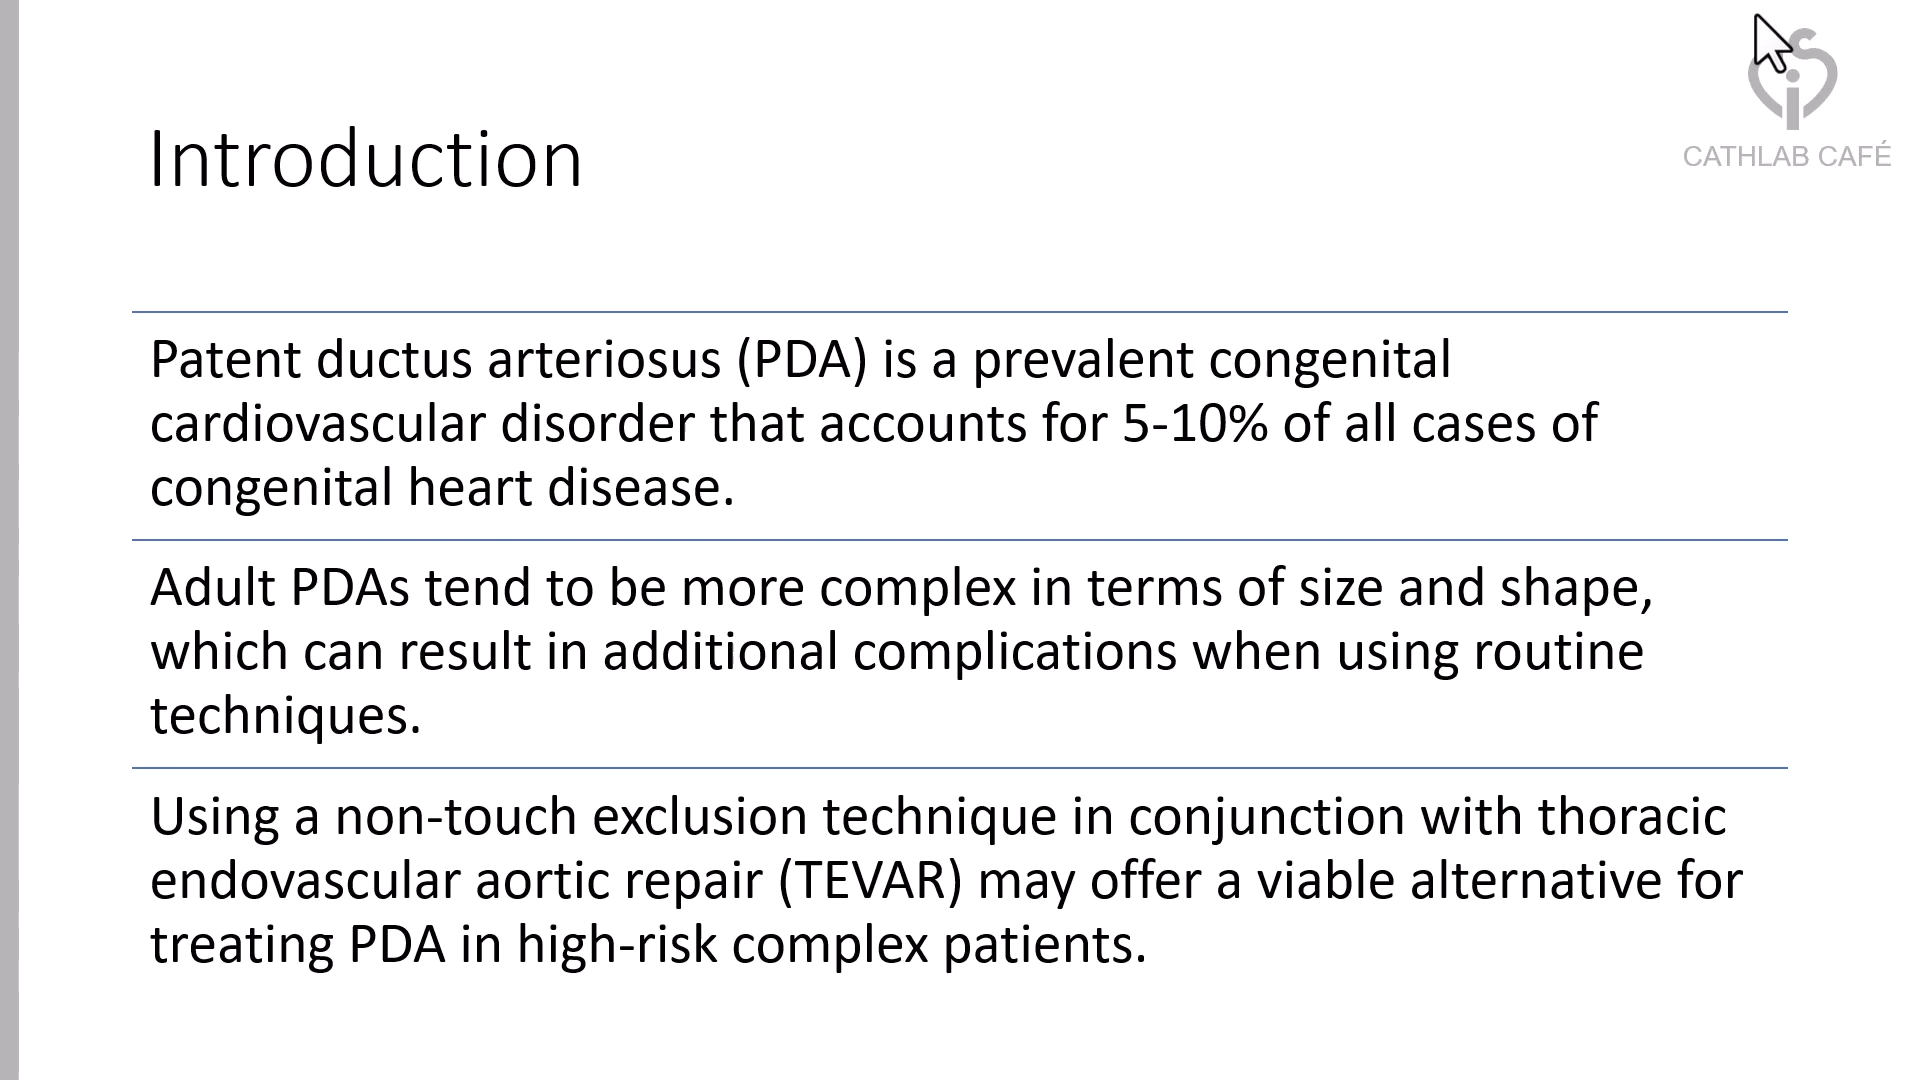 CATHLAB CAFÉ
Introduction
Patent ductus arteriosus (PDA) is a prevalent congenital
cardiovascular disorder that accounts for 5-10% of all cases of
congenital heart disease.
Adult PDAs tend to be more complex in terms of size and shape,
which can result in additional complications when using routine
techniques.
Using a non-touch exclusion technique in conjunction with thoracic
endovascular aortic repair (TEVAR) may offer a viable alternative for
treating PDA in high-risk complex patients.